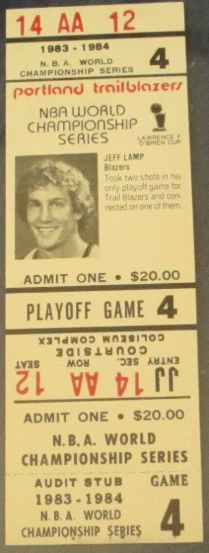 14 AA 12
1983 - 1984
N. B. A. WORLD
CHAMPIONSHIP SERIES
4
portland trailblazers
NBA WORLD
CHAMPIONSHIP
SERIES
LAWRENCE F.
O'BRIEN CUP
JEFF LAMP
Blazers
Took two shots in his
only playoff game for
Trail Blazers and con-
nected on one of them.
ADMIT ONE • $20.00
PLAYOFF GAME 4
COLISEUM COMPLEX
COURTSIDE
ENTRY SEC. ROW SEAT
JJ 14 AA 12
ADMIT ONE • $20.00
N. B. A. WORLD
CHAMPIONSHIP SERIES
AUDIT STUB
1983 - 1984
N. B. A. WORLD
CHAMPIONSHIP SERIES
GAME
4